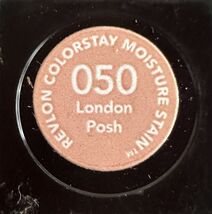 REVLON COLORSTAY MOISTURE STAIN™
050
London
Posh